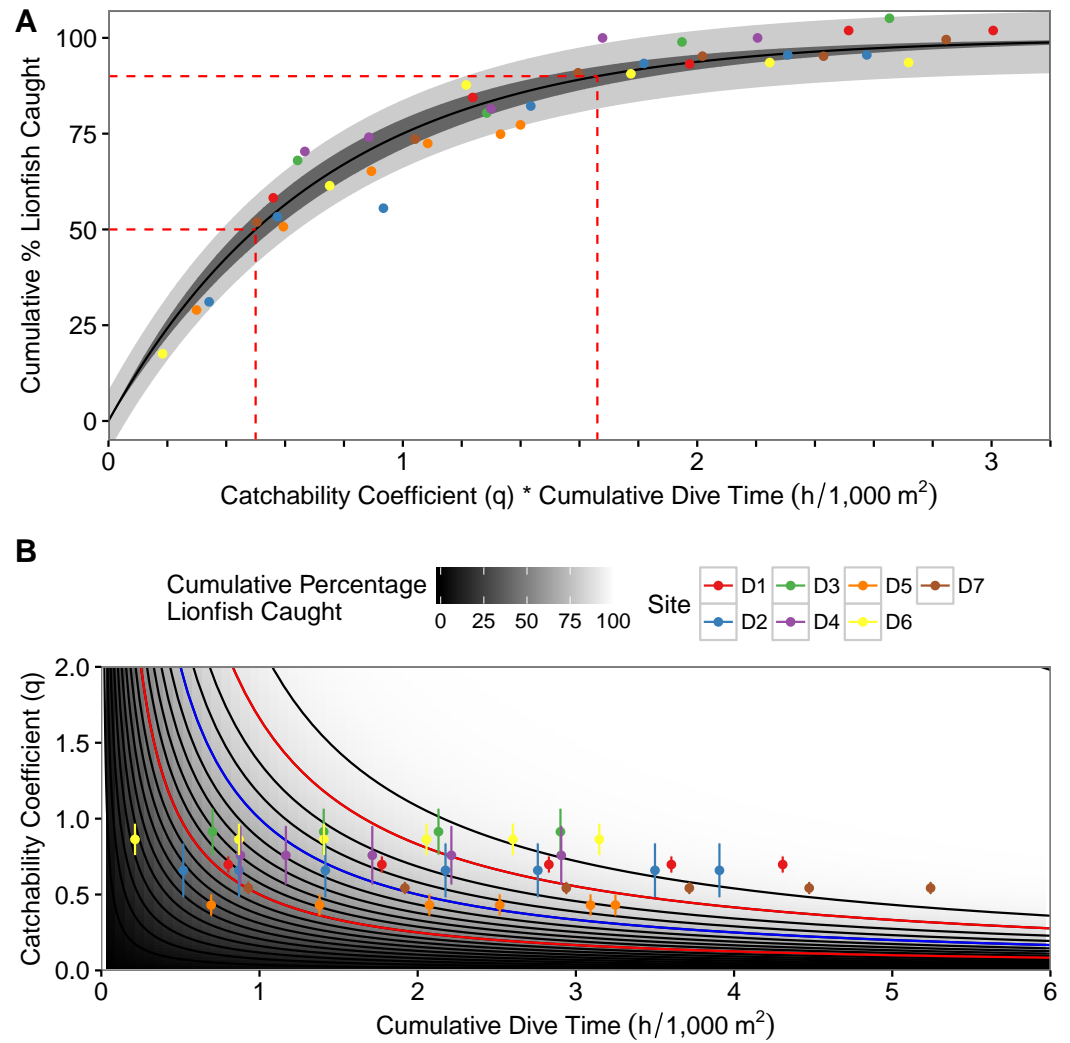 A
Cumulative % Lionfish Caught
100
75
50
25
0
0 1 2 3
Catchability Coefficient (q) * Cumulative Dive Time (h/1,000 m²)
B
Cumulative Percentage
Lionfish Caught
0 25 50 75 100
Site
D1 D3 D5 D7
D2 D4 D6
Catchability Coefficient (q)
2.0
1.5
1.0
0.5
0.0
0 1 2 3 4 5 6
Cumulative Dive Time (h/1,000 m²)